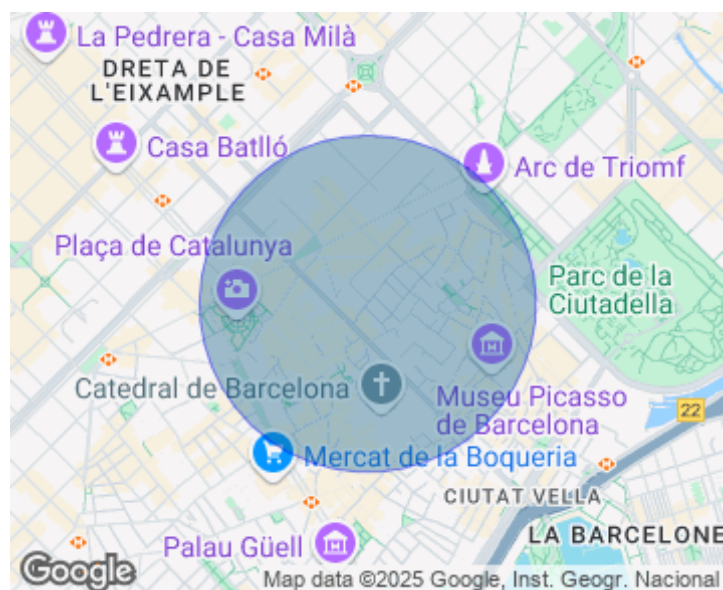 La Pedrera - Casa Milà
DRETA DE
L'EIXAMPLE
Casa Batlló
Arc de Triomf
Plaça de Catalunya
Parc de la
Ciutadella
Catedral de Barcelona
Museu Picasso
de Barcelona
22
Mercat de la Boqueria
CIUTAT VELLA
LA BARCELONE
Palau Güell
Google
Map data ©2025 Google, Inst. Geogr. Nacional